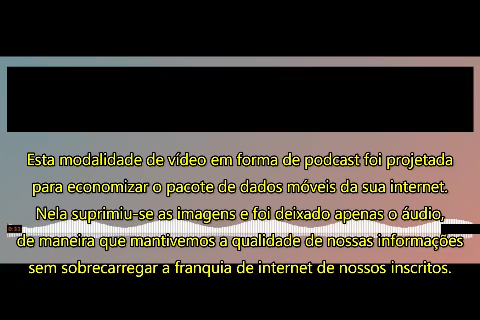 Esta modalidade de vídeo em forma de podcast foi projetada
para economizar o pacote de dados móveis da sua internet.
Nela suprimiu-se as imagens e foi deixado apenas o áudio,
de maneira que mantivemos a qualidade de nossas informações
sem sobrecarregar a franquia de internet de nossos inscritos.